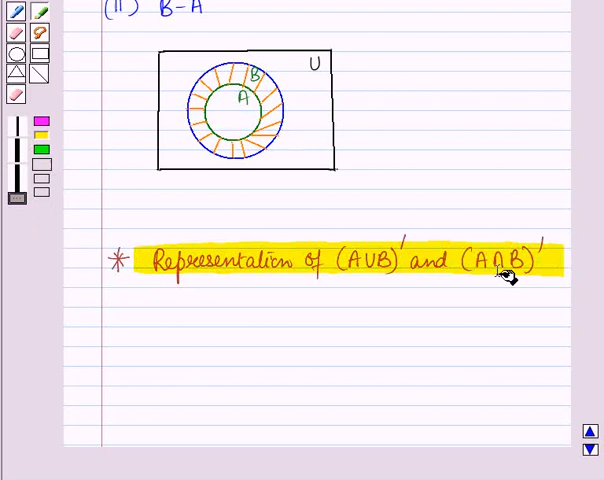 (II) B-A
U
B
A
* Representation of (A∪B)' and (A∩B)'